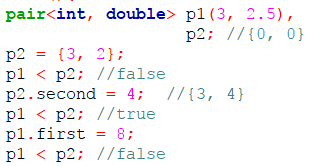 pair<int, double> p1(3, 2.5),
p2; //{0, 0}
p2 = {3, 2};
p1 < p2; //false
p2.second = 4; //{3, 4}
p1 < p2; //true
p1.first = 8;
p1 < p2; //false